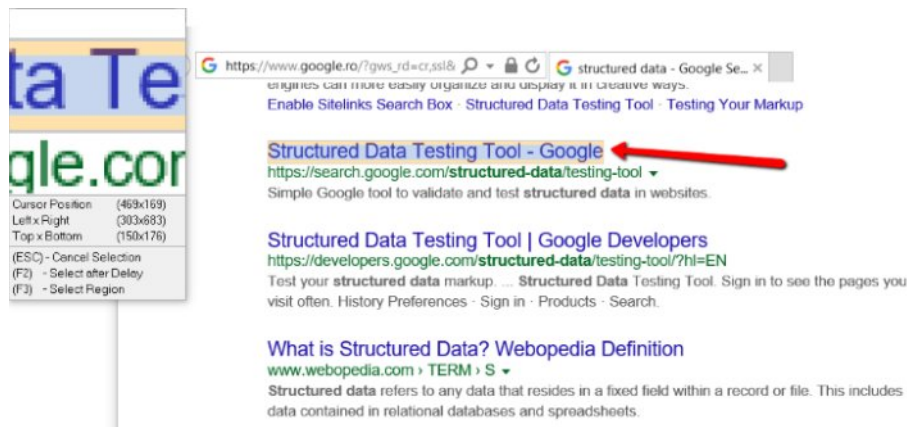 ta Te
gle.cor
Cursor Position (469x169)
Left x Right (303x683)
Top x Bottom (150x176)
(ESC) - Cancel Selection
(F2) - Select after Delay
(F3) - Select Region
https://www.google.ro/?gws_rd=cr,ssl&
structured data - Google Se...
engines can more easily organize and display it in creative ways.
Enable Sitelinks Search Box · Structured Data Testing Tool · Testing Your Markup
Structured Data Testing Tool - Google
https://search.google.com/structured-data/testing-tool
Simple Google tool to validate and test structured data in websites.
Structured Data Testing Tool | Google Developers
https://developers.google.com/structured-data/testing-tool/?hl=EN
Test your structured data markup. ... Structured Data Testing Tool. Sign in to see the pages you
visit often. History Preferences · Sign in · Products · Search.
What is Structured Data? Webopedia Definition
www.webopedia.com › TERM › S
Structured data refers to any data that resides in a fixed field within a record or file. This includes
data contained in relational databases and spreadsheets.